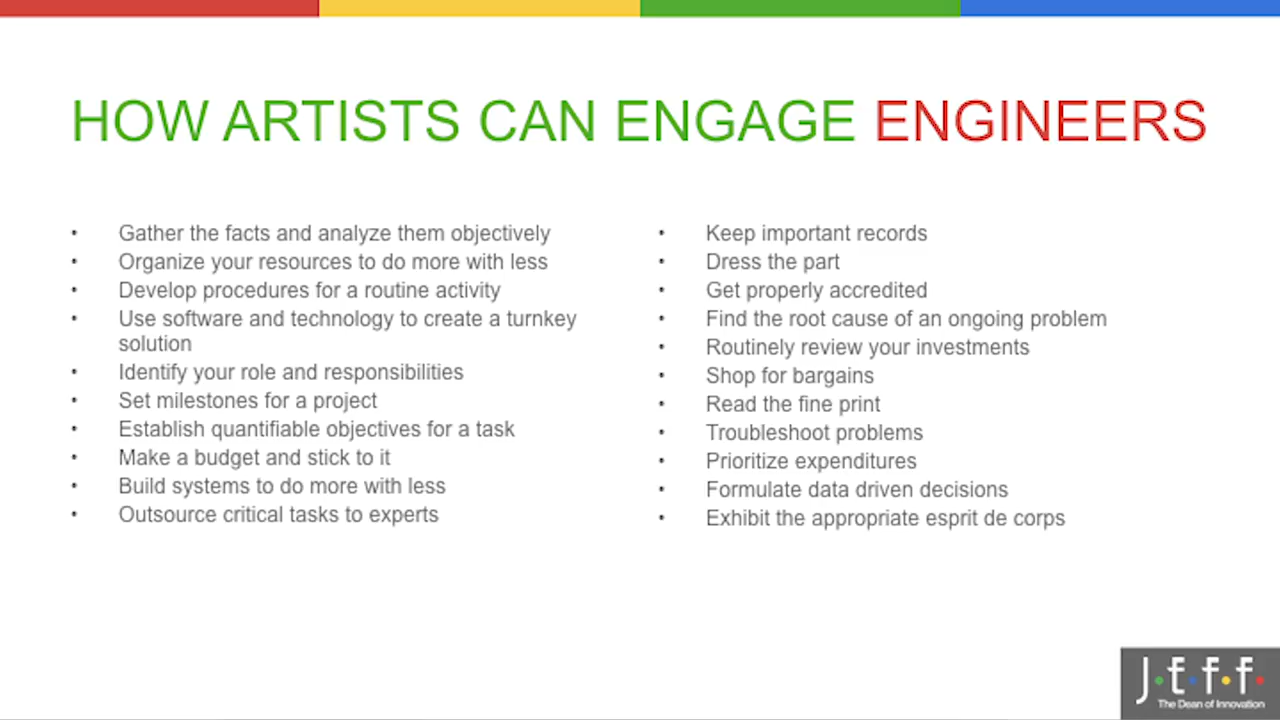 HOW ARTISTS CAN ENGAGE ENGINEERS
• Gather the facts and analyze them objectively
• Organize your resources to do more with less
• Develop procedures for a routine activity
• Use software and technology to create a turnkey
solution
• Identify your role and responsibilities
• Set milestones for a project
• Establish quantifiable objectives for a task
• Make a budget and stick to it
• Build systems to do more with less
• Outsource critical tasks to experts
• Keep important records
• Dress the part
• Get properly accredited
• Find the root cause of an ongoing problem
• Routinely review your investments
• Shop for bargains
• Read the fine print
• Troubleshoot problems
• Prioritize expenditures
• Formulate data driven decisions
• Exhibit the appropriate esprit de corps
J·e·f·f·
The Dean of Innovation